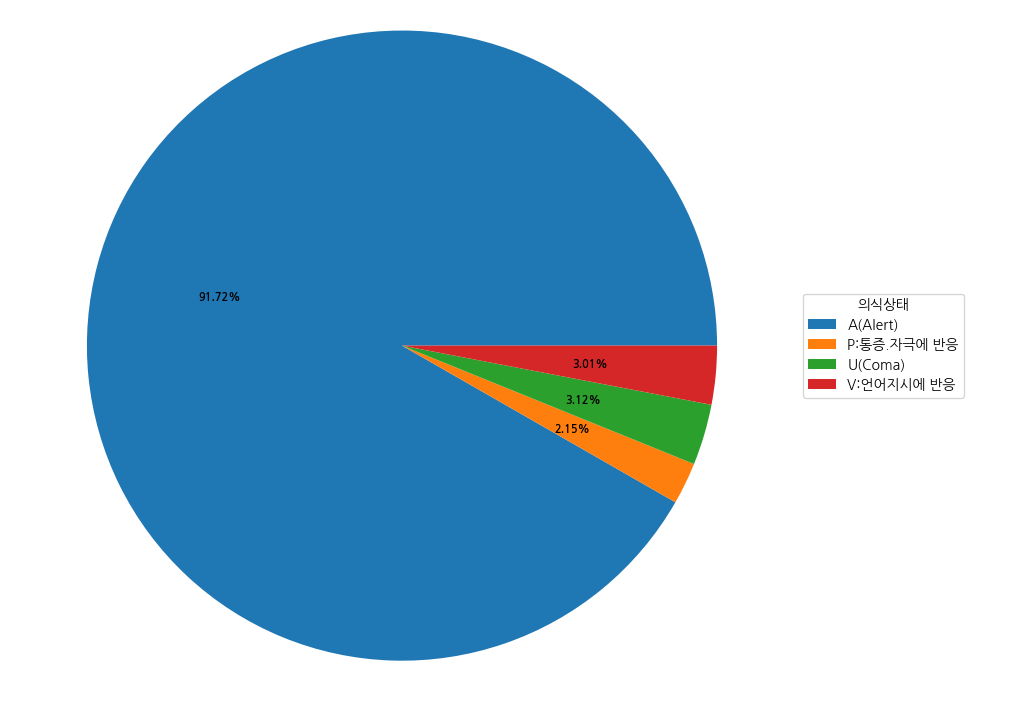 91.72%
3.01%
3.12%
2.15%
의식상태
A(Alert)
P:통증.자극에 반응
U(Coma)
V:언어지시에 반응